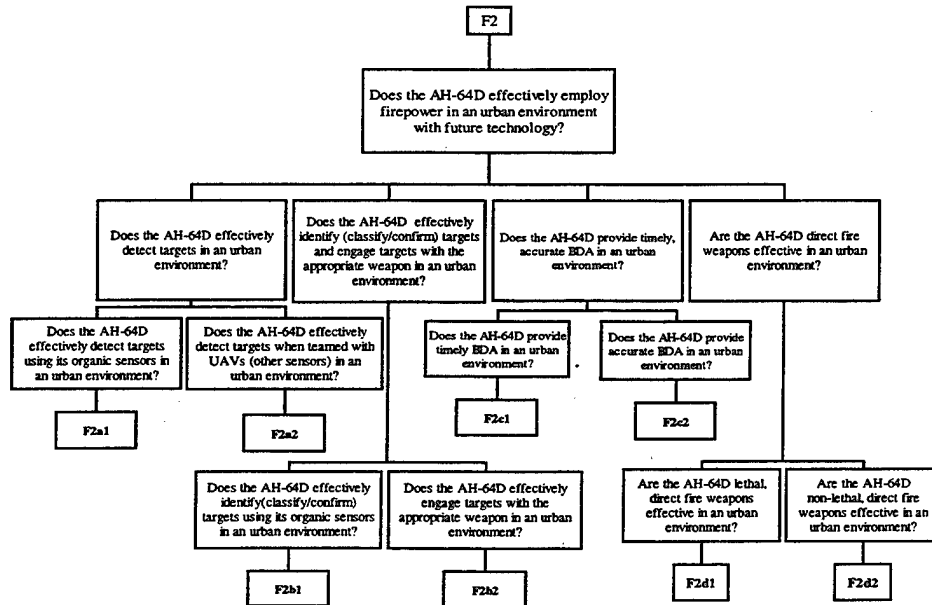 F2
Does the AH-64D effectively employ
firepower in an urban environment
with future technology?
Does the AH-64D effectively
detect targets in an urban
environment?
Does the AH-64D effectively
identify (classify/confirm) targets
and engage targets with the
appropriate weapon in an urban
environment?
Does the AH-64D provide timely,
accurate BDA in an urban
environment?
Are the AH-64D direct fire
weapons effective in an urban
environment?
Does the AH-64D
effectively detect targets
using its organic sensors in
an urban environment?
Does the AH-64D effectively
detect targets when teamed with
UAVs (other sensors) in an
urban environment?
Does the AH-64D provide
timely BDA in an urban
environment?
Does the AH-64D provide
accurate BDA in an urban
environment?
F2a1
F2a2
F2c1
F2c2
Does the AH-64D effectively
identify(classify/confirm)
targets using its organic sensors
in an urban environment?
Does the AH-64D effectively
engage targets with the
appropriate weapon in an urban
environment?
Are the AH-64D lethal,
direct fire weapons
effective in an urban
environment?
Are the AH-64D
non-lethal, direct fire
weapons effective in an
urban environment?
F2b1
F2b2
F2d1
F2d2